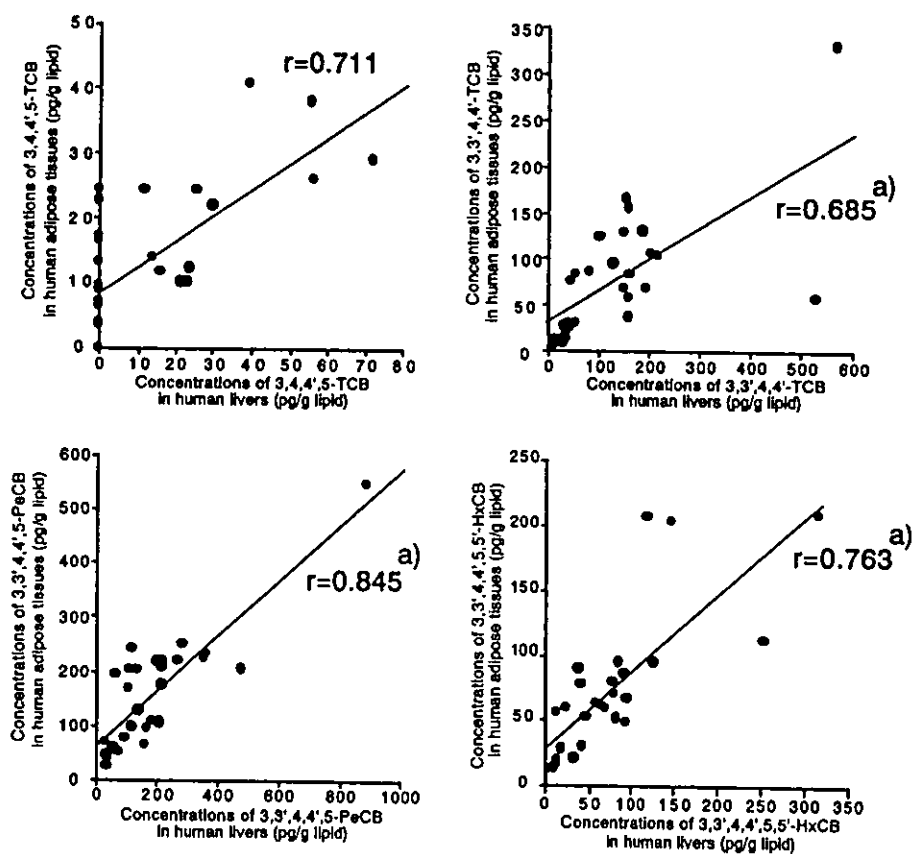 Concentrations of 3,4,4',5-TCB
in human adipose tissues (pg/g lipid)
50
40
30
20
10
0
r=0.711
0 10 20 30 40 50 60 70 80
Concentrations of 3,4,4',5-TCB
in human livers (pg/g lipid)
Concentrations of 3,3',4,4'-TCB
in human adipose tissues (pg/g lipid)
350
300
250
200
150
100
50
0
r=0.685 a)
0 100 200 300 400 500 600
Concentrations of 3,3',4,4'-TCB
in human livers (pg/g lipid)
Concentrations of 3,3',4,4',5-PeCB
in human adipose tissues (pg/g lipid)
600
500
400
300
200
100
0
r=0.845 a)
0 200 400 600 800 1000
Concentrations of 3,3',4,4',5-PeCB
in human livers (pg/g lipid)
Concentrations of 3,3',4,4',5,5'-HxCB
in human adipose tissues (pg/g lipid)
250
200
150
100
50
0
r=0.763 a)
0 50 100 150 200 250 300 350
Concentrations of 3,3',4,4',5,5'-HxCB
in human livers (pg/g lipid)